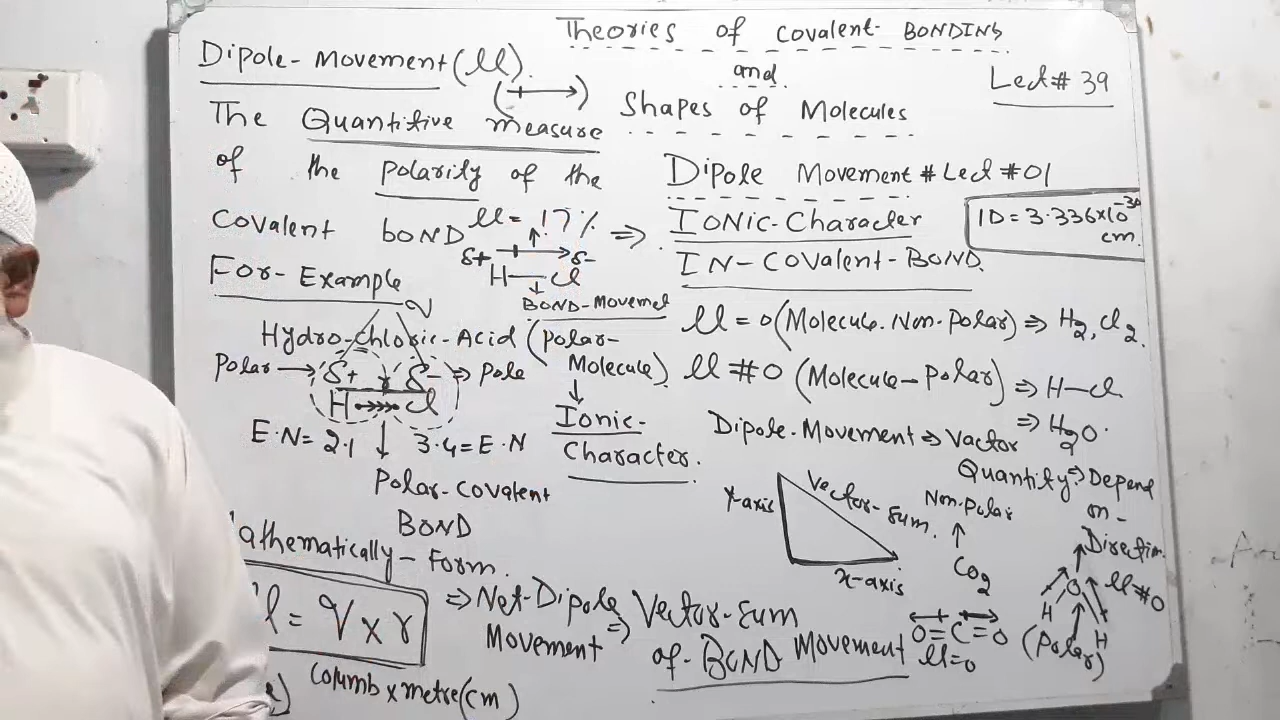 Theories of Covalent BONDING
and
Shapes of Molecules
Lect# 39
Dipole-Movement (μ).
The Quantitive measure
of the polarity of the
Covalent bOND μ = 17%
δ+ δ-
H—Cl
BOND-Movemet
For-Example
Hydro-chloric-Acid (Polar-
Molecule)
Ionic-
Character.
Polar → δ+ r δ- ⇒ Pole
H Cl
E.N= 2.1 3.4=E.N
Polar-Covalent
BOND
Mathematically-Form.
μ = q x r
Coulumb x metre (cm)
Dipole Movement # Lect #01
IONIC-Character
IN-COvalent-BOND.
1D = 3.336x10⁻³⁰
cm.
μ = 0 (Molecule.Non-Polar) ⇒ H₂, Cl₂
μ ≠ 0 (Molecule-Polar) ⇒ H-Cl
⇒ H₂O.
Dipole.Movement ⇒ Vactor
Quantity ⇒ Depend
on-
Direction.
Y-axis
Vector-sum.
x-axis
Non-Polar
↑
CO₂
O=C=O
μ=0
O
H H
μ≠0
(Polar)
⇒ Net-Dipole
Movement ⇒
Vector-Sum
of-BOND Movement